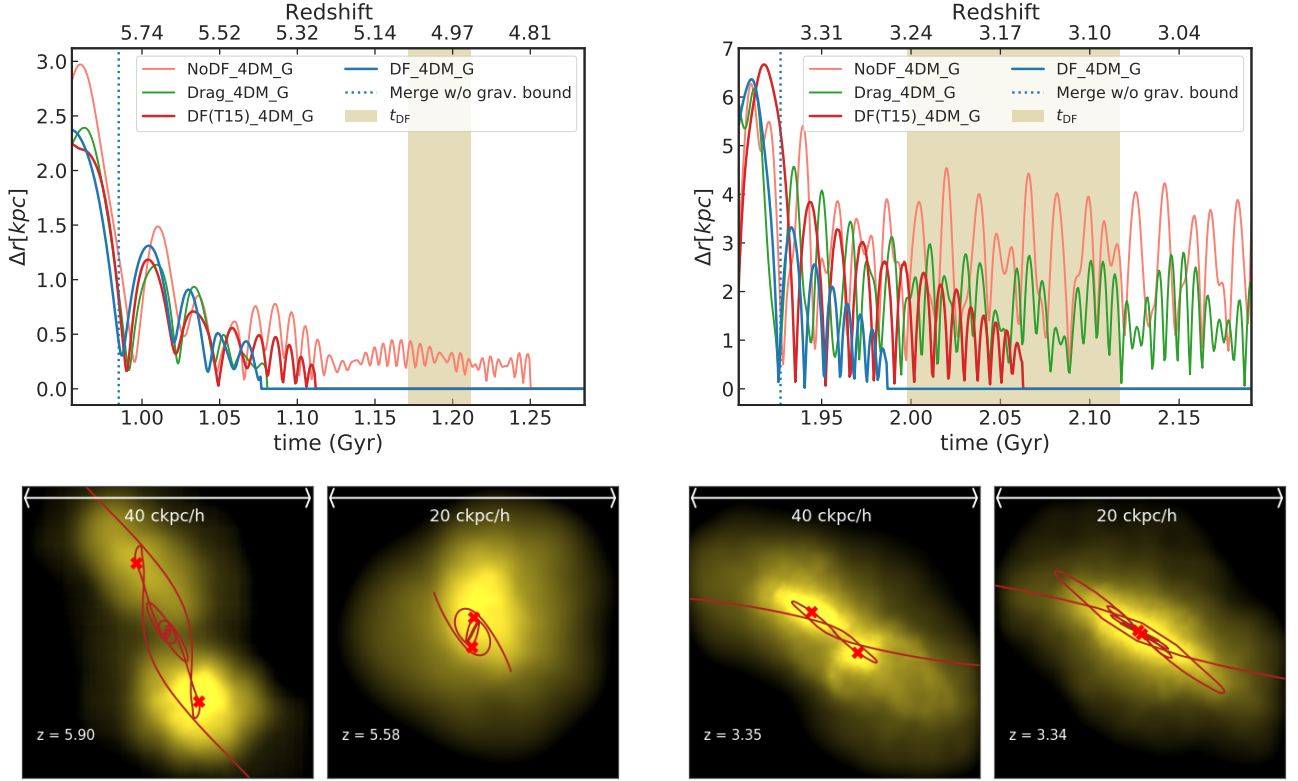 Redshift
5.74 5.52 5.32 5.14 4.97 4.81
3.0
2.5
2.0
1.5
1.0
0.5
0.0
Δr[kpc]
NoDF_4DM_G
Drag_4DM_G
DF(T15)_4DM_G
DF_4DM_G
Merge w/o grav. bound
tDF
1.00 1.05 1.10 1.15 1.20 1.25
time (Gyr)
Redshift
3.31 3.24 3.17 3.10 3.04
7
6
5
4
3
2
1
0
Δr[kpc]
NoDF_4DM_G
Drag_4DM_G
DF(T15)_4DM_G
DF_4DM_G
Merge w/o grav. bound
tDF
1.95 2.00 2.05 2.10 2.15
time (Gyr)
40 ckpc/h
z = 5.90
20 ckpc/h
z = 5.58
40 ckpc/h
z = 3.35
20 ckpc/h
z = 3.34